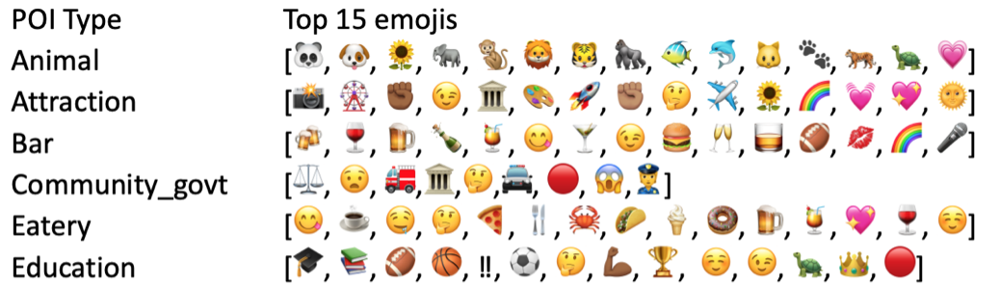 POI Type Top 15 emojis
Animal [🐼, 🐶, 🌻, 🐘, 🐒, 🦁, 🐯, 🦍, 🐠, 🐬, 🐱, 🐾, 🐅, 🐢, 💗]
Attraction [📸, 🎡, ✊🏾, 😉, 🏛, 🎨, 🚀, ✊🏽, 🤔, ✈️, 🌻, 🌈, 💓, 💖, 🌞]
Bar [🍻, 🍷, 🍺, 🍾, 🍹, 😋, 🍸, 😉, 🍔, 🥂, 🥃, 🏈, 💋, 🌈, 🎤]
Community_govt [⚖️, 😧, 🚒, 🏛, 🤔, 🚔, 🔴, 😱, 👮]
Eatery [😋, ☕, 🤤, 🤔, 🍕, 🍴, 🦀, 🌮, 🍦, 🍩, 🍺, 🍹, 💖, 🍷, ☺️]
Education [🎓, 📚, 🏈, 🏀, ‼, ⚽, 🤔, 💪🏾, 🏆, ☺️, 😉, 🐢, 👑, 🔴]